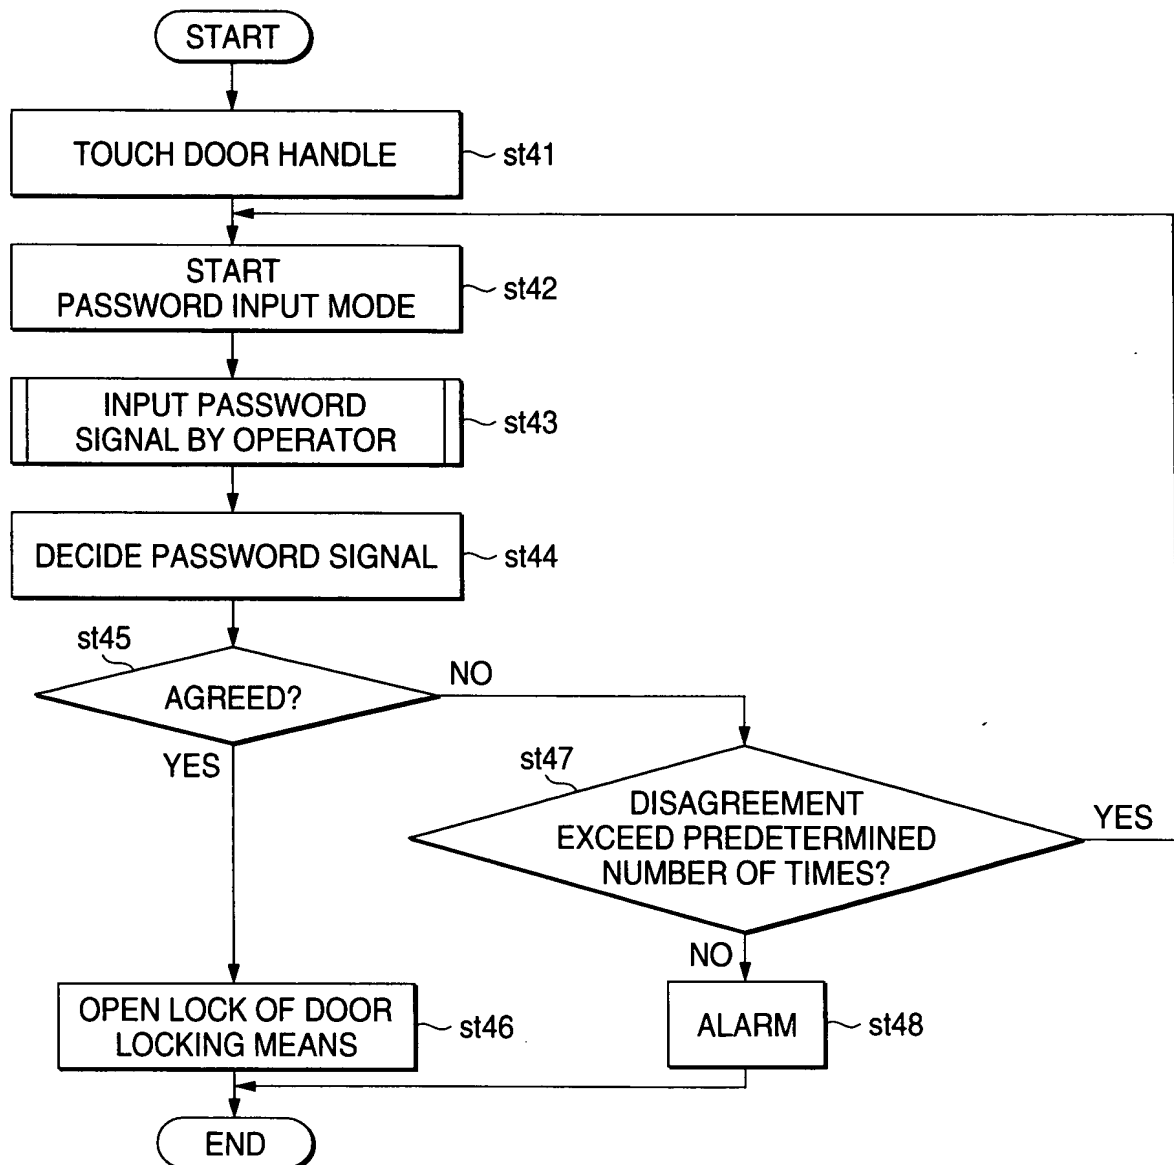 START
TOUCH DOOR HANDLE
st41
START
PASSWORD INPUT MODE
st42
INPUT PASSWORD
SIGNAL BY OPERATOR
st43
DECIDE PASSWORD SIGNAL
st44
st45
AGREED?
NO
YES
st47
DISAGREEMENT
EXCEED PREDETERMINED
NUMBER OF TIMES?
YES
NO
OPEN LOCK OF DOOR
LOCKING MEANS
st46
ALARM
st48
END